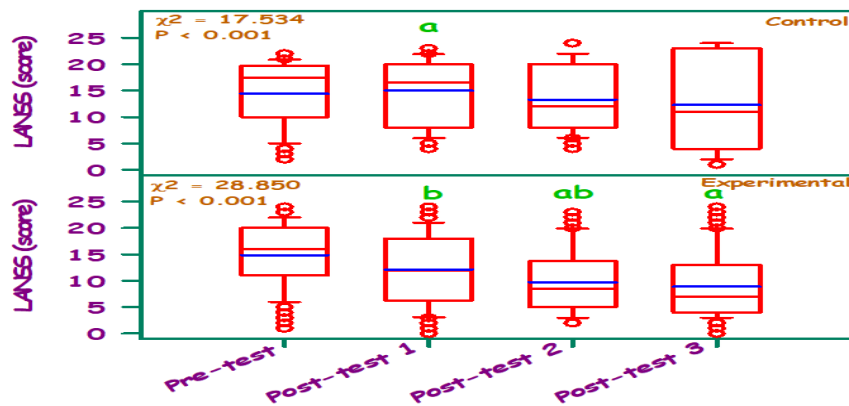 χ2 = 17.534
P < 0.001
a
Control
LANSS (score)
25
20
15
10
5
0
χ2 = 28.850
P < 0.001
b
ab
a
Experimental
LANSS (score)
25
20
15
10
5
0
Pre-test
Post-test 1
Post-test 2
Post-test 3